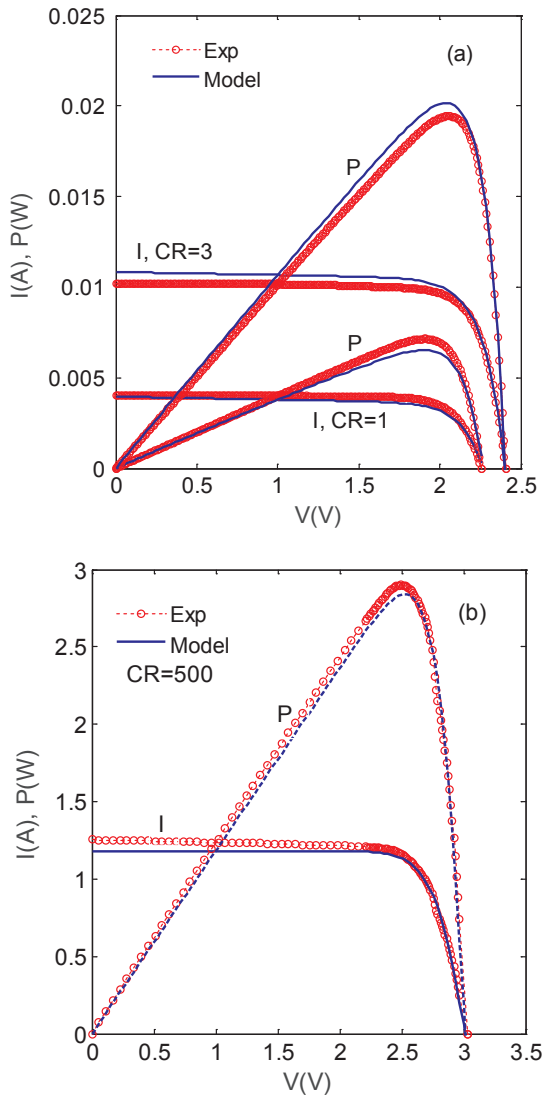 0.025
Exp
(a)
Model
0.02
P
0.015
I(A), P(W)
I, CR=3
0.01
P
0.005
I, CR=1
0
0 0.5 1 1.5 2 2.5
V(V)
3
Exp
(b)
2.5
Model
CR=500
2
P
I(A), P(W)
1.5
I
1
0.5
0
0 0.5 1 1.5 2 2.5 3 3.5
V(V)